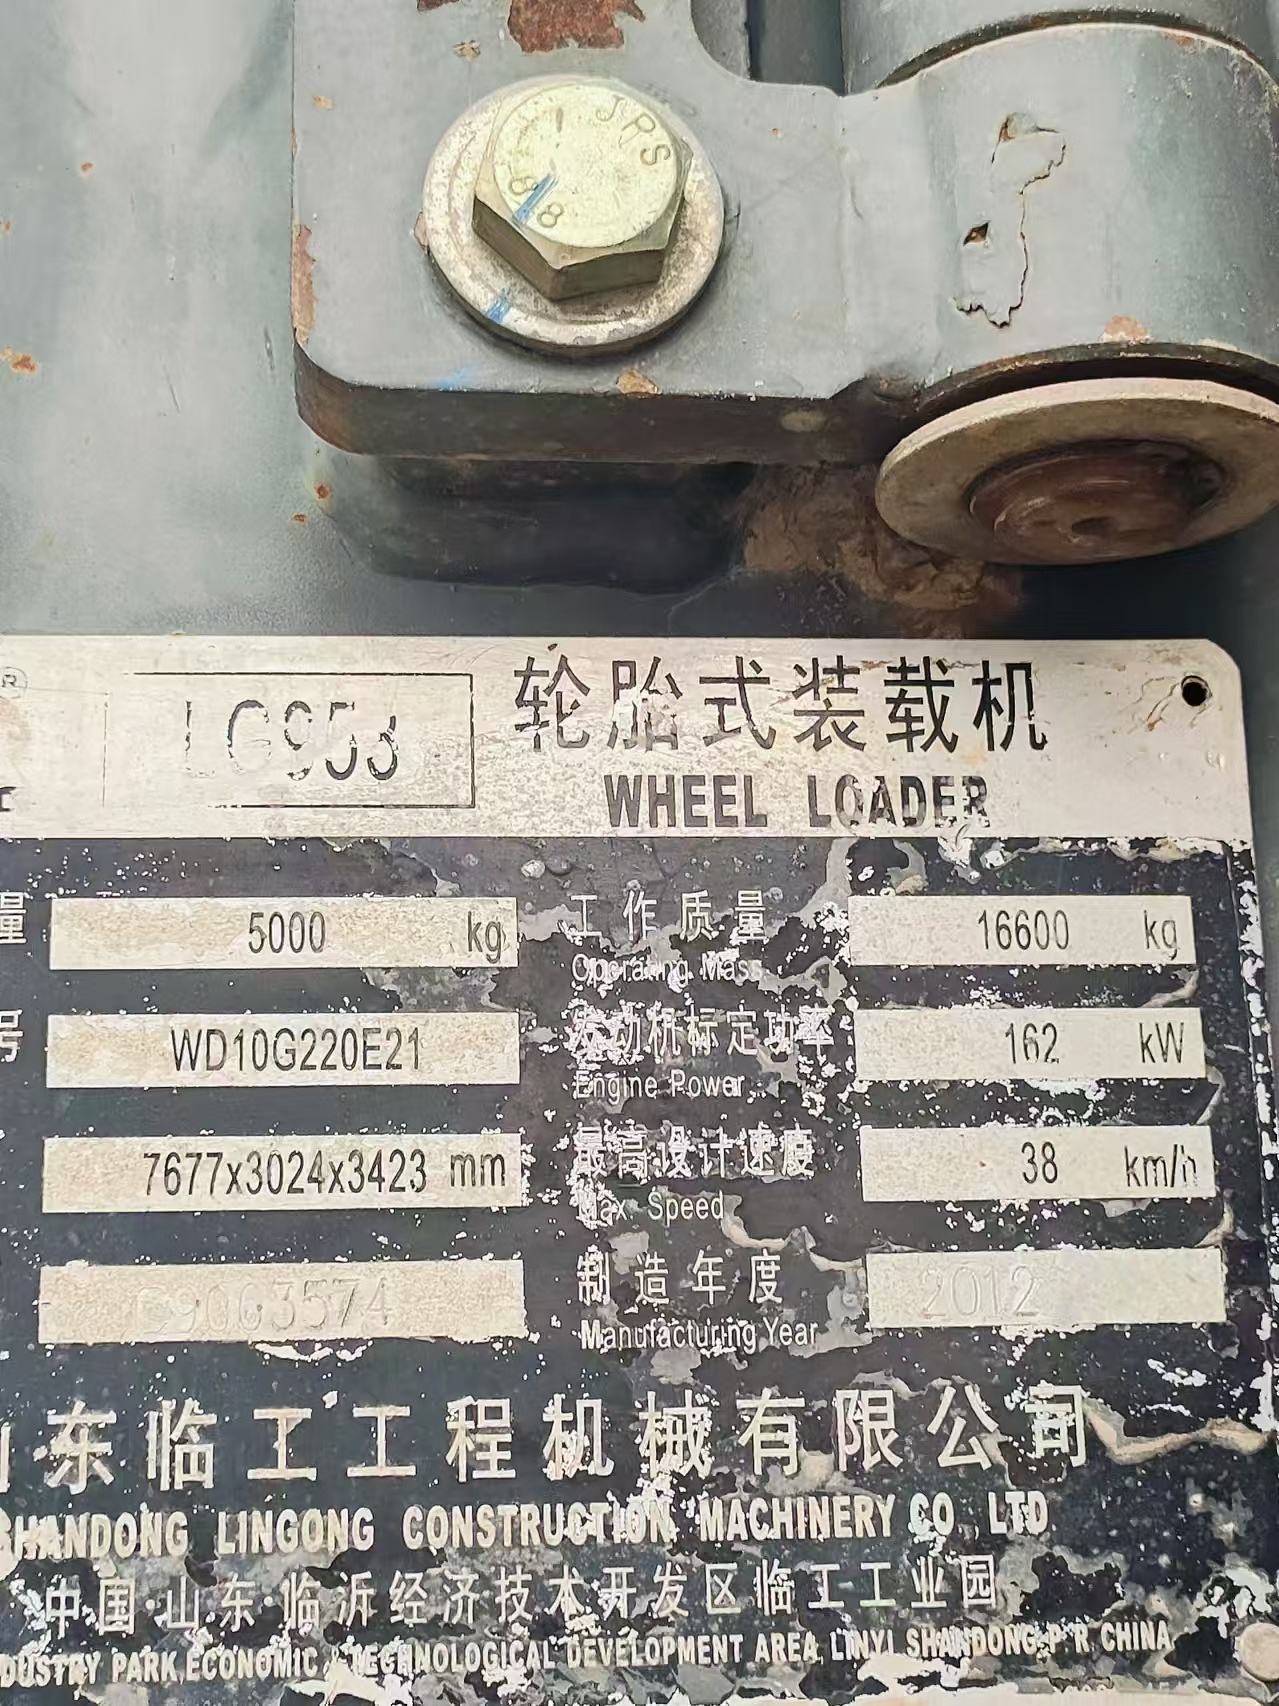 JRS
8.8
®
LG953
轮胎式装载机
WHEEL LOADER
量 5000 kg
工作质量 16600 kg
Operating Mass
号 WD10G220E21
发动机标定功率 162 kW
Engine Power
7677x3024x3423 mm
最高设计速度 38 km/h
Max Speed
制造年度 2012
Manufacturing Year
山东临工工程机械有限公司
SHANDONG LINGONG CONSTRUCTION MACHINERY CO LTD
中国·山东·临沂经济技术开发区临工工业园
DUSTRY PARK,ECONOMIC TECHNOLOGICAL DEVELOPMENT AREA, LINYI, SHANDONG, P R CHINA